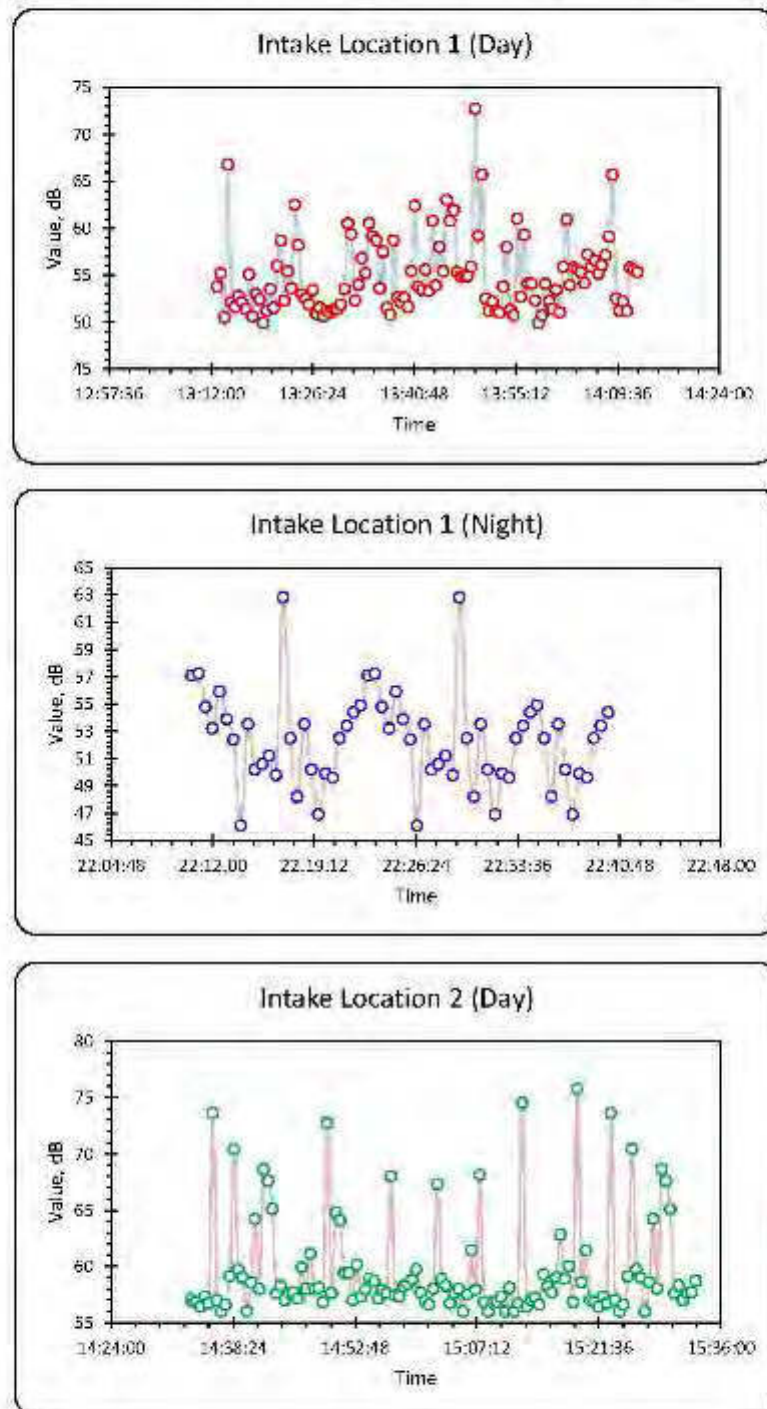 Intake Location 1 (Day)
75
70
65
60
55
50
45
Value, dB
12:57:36 13:12:00 13:26:24 13:40:48 13:55:12 14:09:36 14:24:00
Time
Intake Location 1 (Night)
65
63
61
59
57
55
53
51
49
47
45
Value, dB
22:04:48 22:12:00 22:19:12 22:26:24 22:33:36 22:40:48 22:48:00
Time
Intake Location 2 (Day)
80
75
70
65
60
55
Value, dB
14:24:00 14:38:24 14:52:48 15:07:12 15:21:36 15:36:00
Time